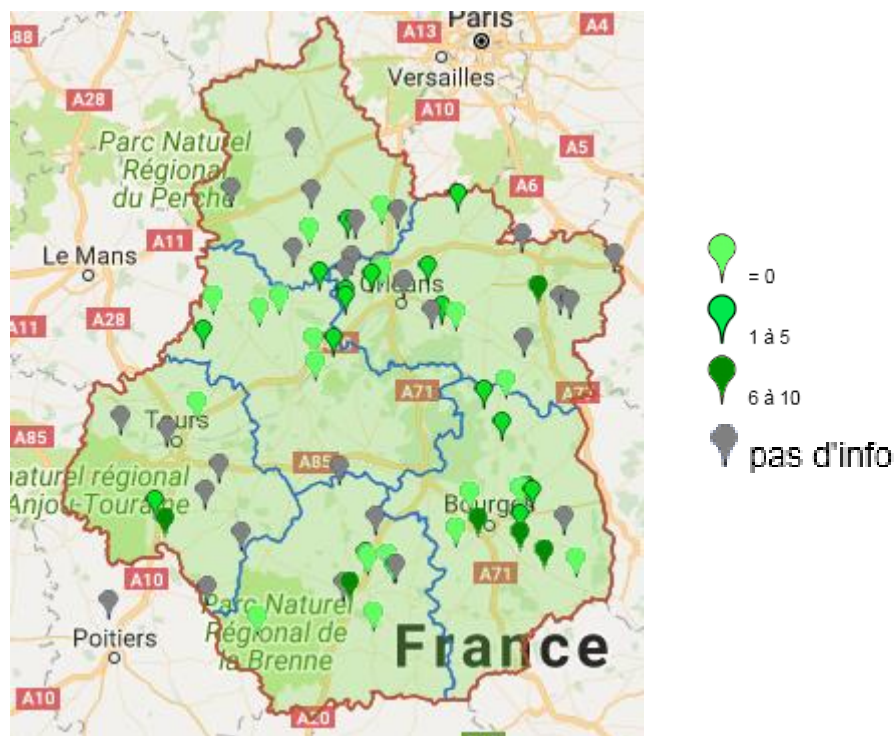 Paris
A13
A4
A88
Versailles
A28
A10
Parc Naturel
Régional
du Perche
A5
A6
A11
Le Mans
Orléans
= 0
A11
A28
1 à 5
A71
A77
6 à 10
Tours
A85
A85
pas d'info
naturel régional
Anjou-Touraine
Bourges
A10
A71
Parc Naturel
Régional de
la Brenne
Poitiers
France
A10
A20